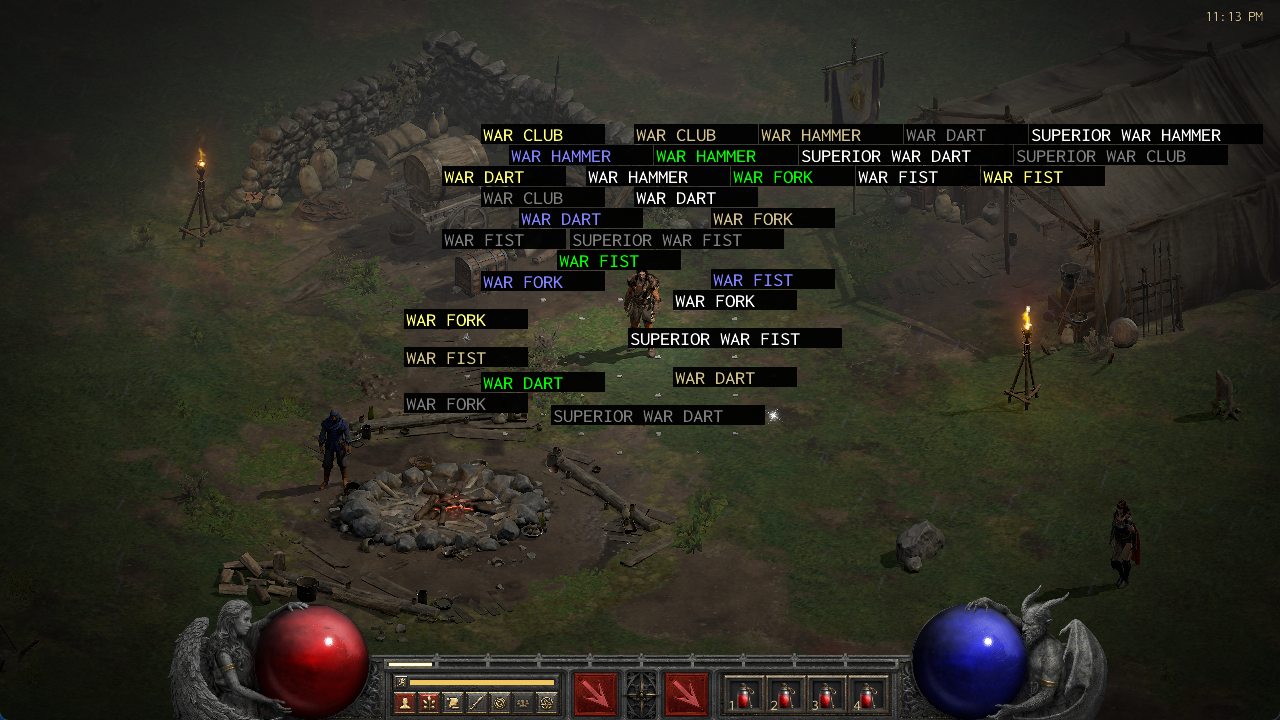 11:13 PM
WAR CLUB WAR CLUB WAR HAMMER WAR DART SUPERIOR WAR HAMMER
WAR HAMMER WAR HAMMER SUPERIOR WAR DART SUPERIOR WAR CLUB
WAR DART WAR HAMMER WAR FORK WAR FIST WAR FIST
WAR CLUB WAR DART
WAR DART WAR FORK
WAR FIST SUPERIOR WAR FIST
WAR FIST
WAR FORK WAR FIST
WAR FORK
WAR FORK
SUPERIOR WAR FIST
WAR FIST
WAR DART WAR DART
WAR FORK
SUPERIOR WAR DART
1 2 3 4